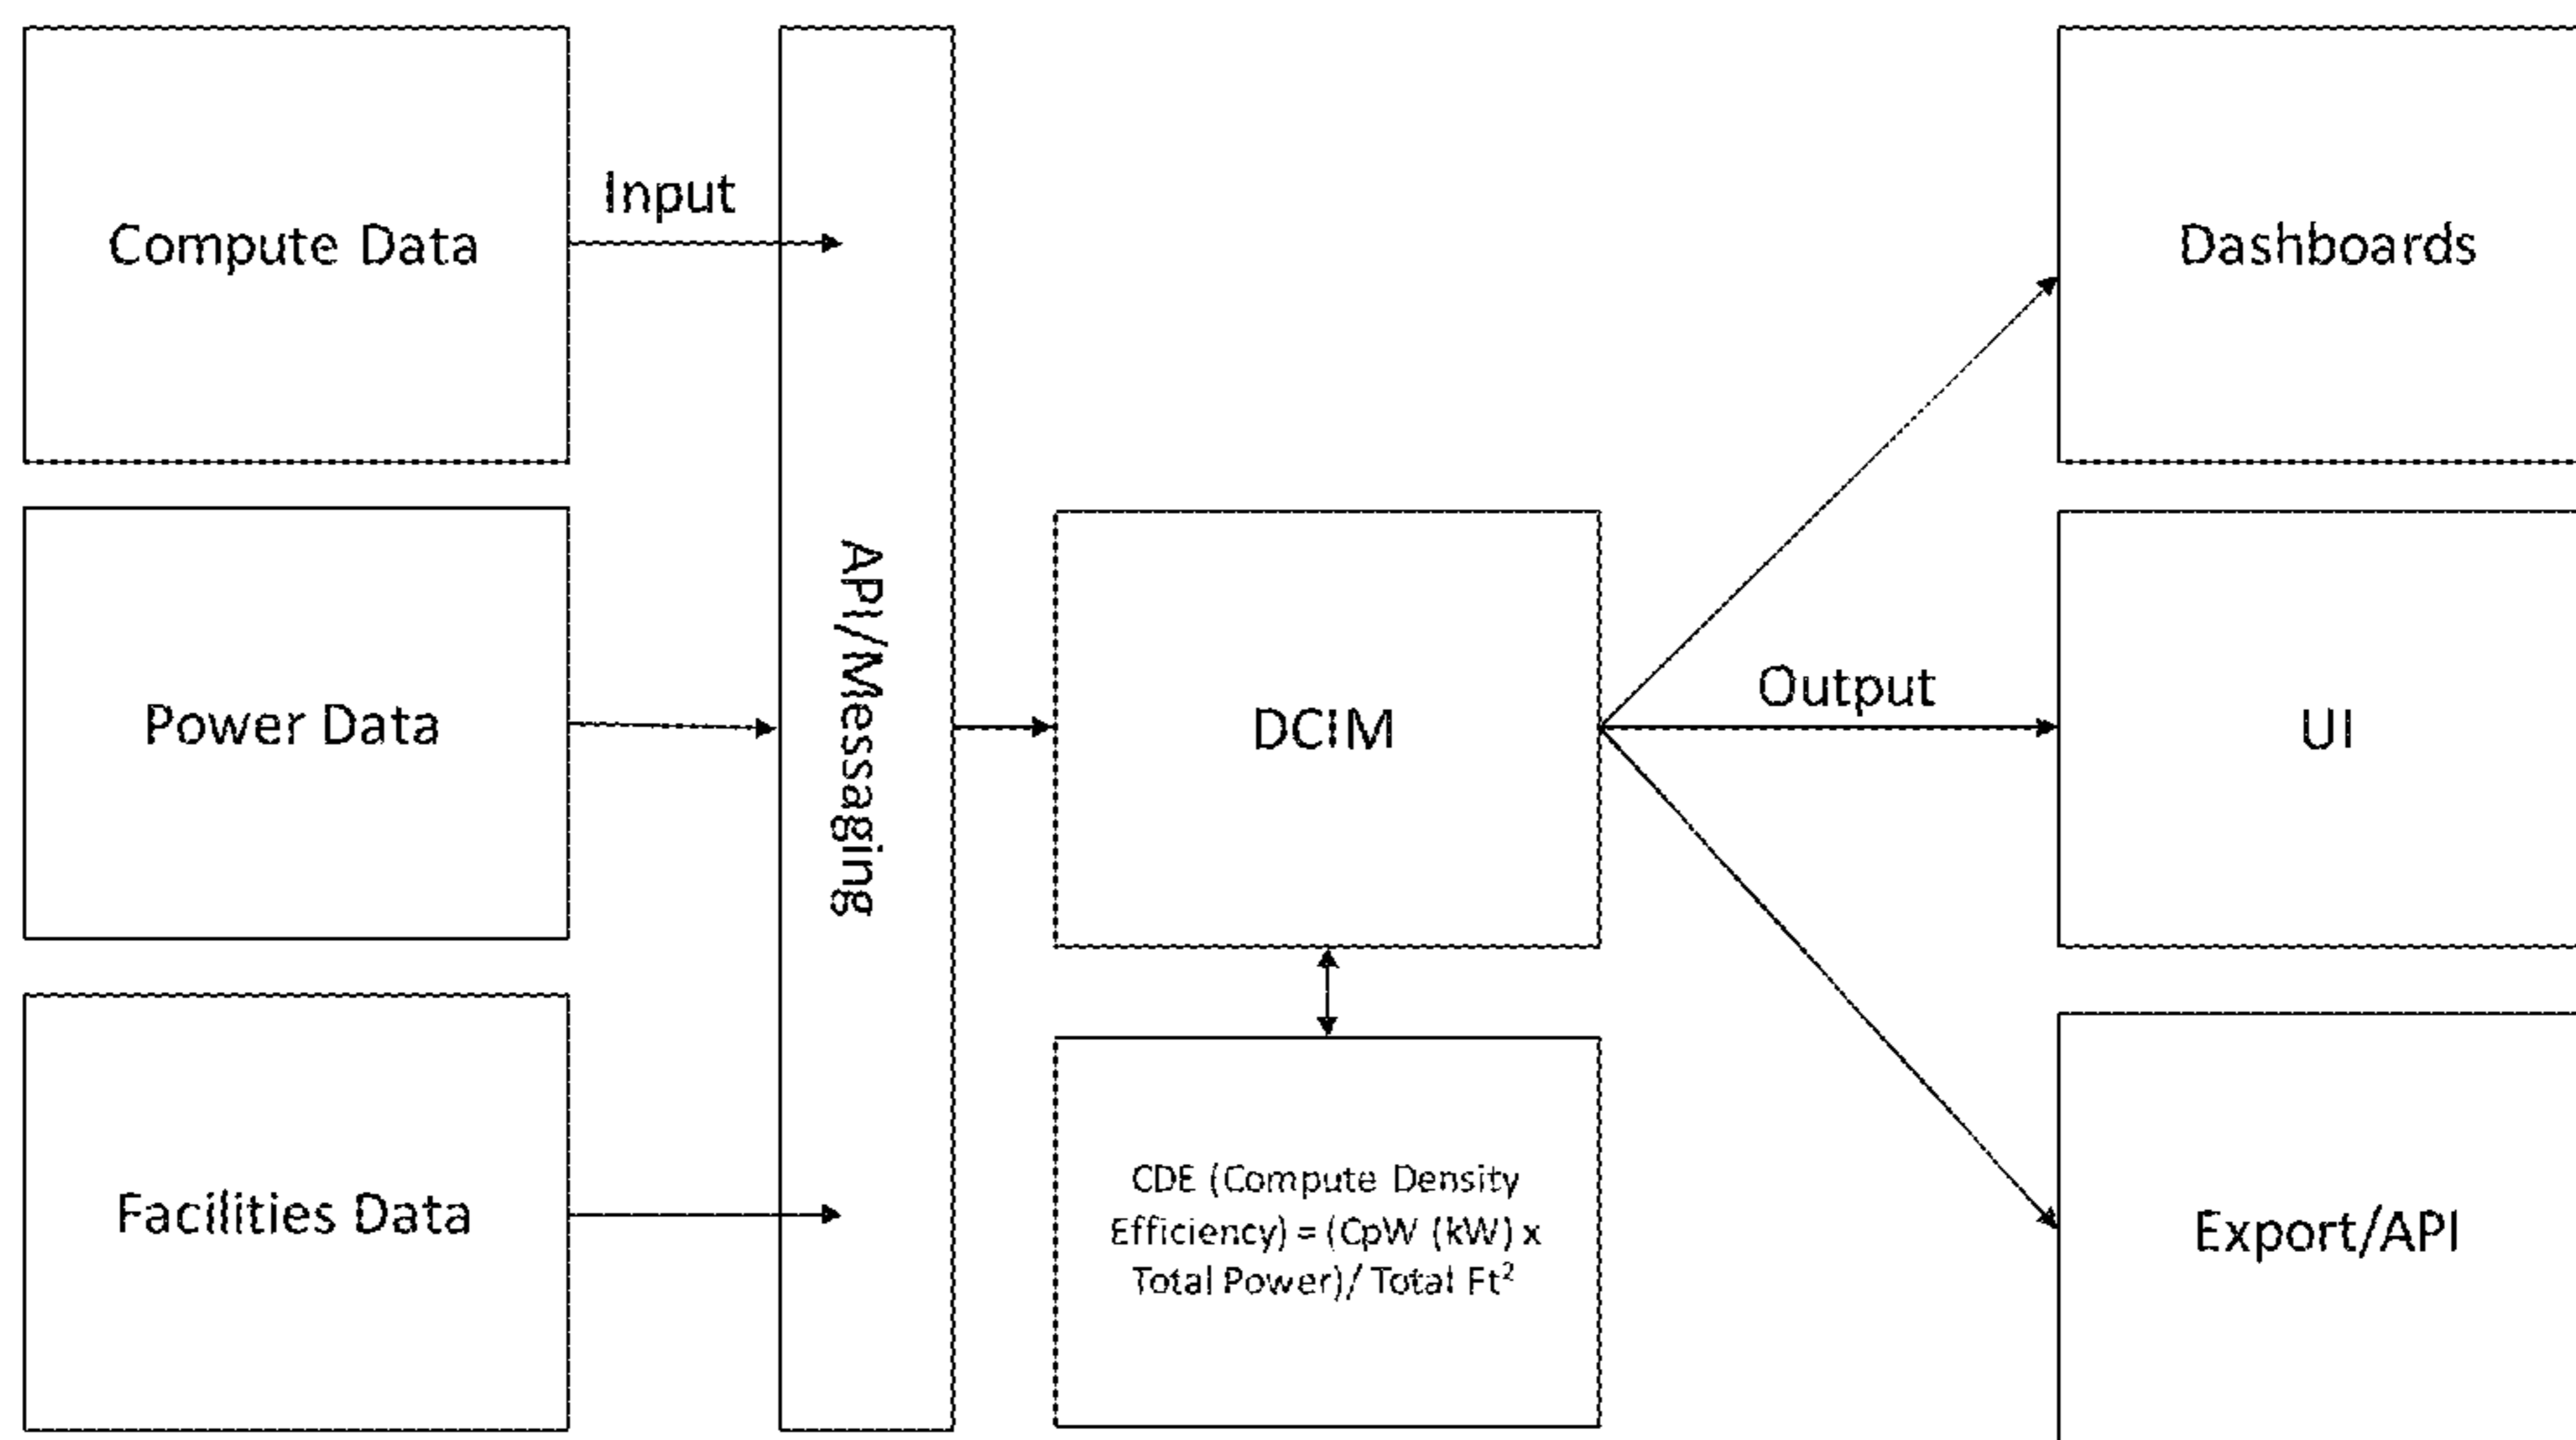 Compute Data
Input
Dashboards
Power Data
API/Messaging
DCIM
Output
UI
Facilities Data
CDE (Compute Density
Efficiency) = (CpW (kW) x
Total Power)/ Total Ft²
Export/API